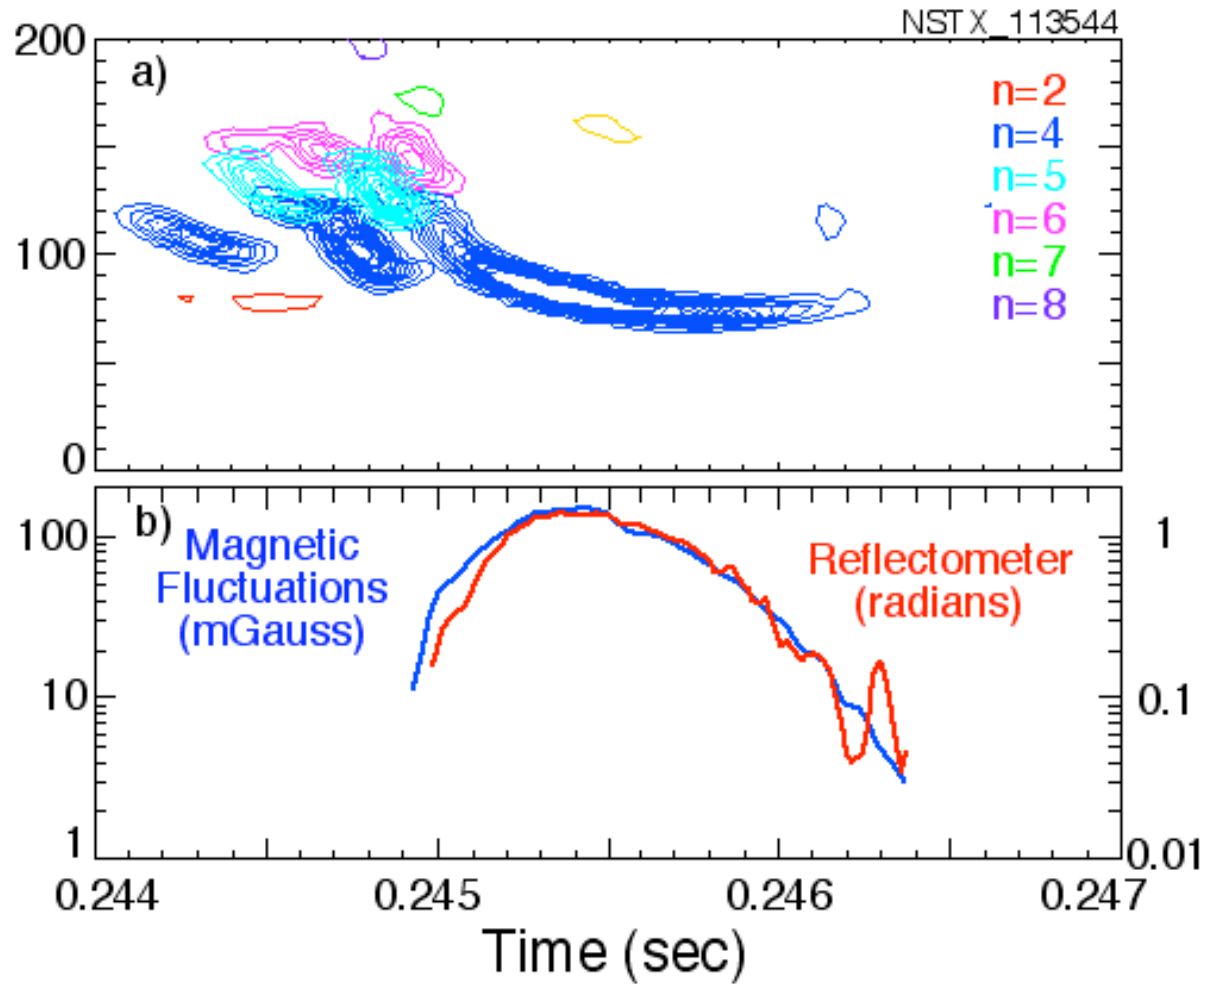 NSTX_113544
200
a)
n=2
n=4
n=5
n=6
n=7
n=8
100
0
b)
100
Magnetic
Fluctuations
(mGauss)
Reflectometer
(radians)
1
10
0.1
1
0.01
0.244
0.245
0.246
0.247
Time (sec)